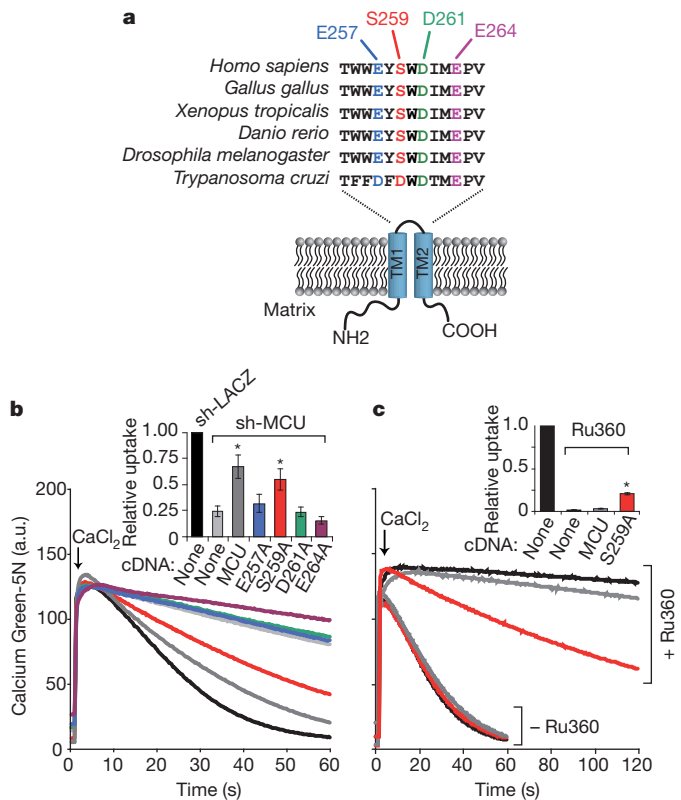 a
S259 D261
E257 E264
Homo sapiens TWWEYSWDIMEPV
Gallus gallus TWWEYSWDIMEPV
Xenopus tropicalis TWWEYSWDIMEPV
Danio rerio TWWEYSWDIMEPV
Drosophila melanogaster TWWEYSWDIMEPV
Trypanosoma cruzi TFFDFDWDTMEPV
TM1 TM2
Matrix
NH2 COOH
b
sh-LACZ
sh-MCU
Relative uptake
1.00
0.75
0.50
0.25
0
* *
cDNA:
None
None
MCU
E257A
S259A
D261A
E264A
CaCl2
Calcium Green-5N (a.u.)
200
150
100
50
0
0 10 20 30 40 50 60
Time (s)
c
Ru360
Relative uptake
1.0
0.5
0
*
cDNA:
None
None
MCU
S259A
CaCl2
+ Ru360
– Ru360
0 20 40 60 80 100 120
Time (s)